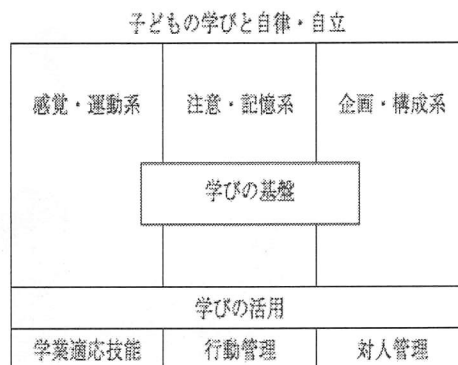 子どもの学びと自律・自立
感覚・運動系 注意・記憶系 企画・構成系
学びの基盤
学びの活用
学業適応技能 行動管理 対人管理